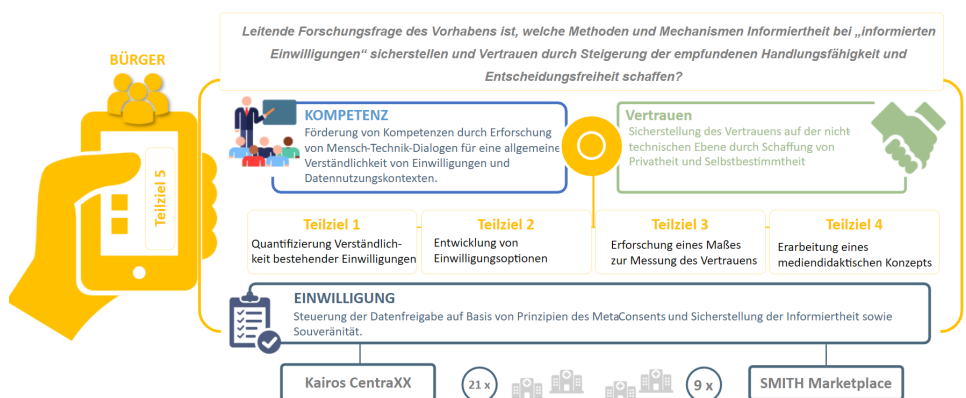 Leitende Forschungsfrage des Vorhabens ist, welche Methoden und Mechanismen Informiertheit bei „informierten
Einwilligungen“ sicherstellen und Vertrauen durch Steigerung der empfundenen Handlungsfähigkeit und
Entscheidungsfreiheit schaffen?
BÜRGER
Teilziel 5
KOMPETENZ
Förderung von Kompetenzen durch Erforschung
von Mensch-Technik-Dialogen für eine allgemeine
Verständlichkeit von Einwilligungen und
Datennutzungskontexten.
Vertrauen
Sicherstellung des Vertrauens auf der nicht
technischen Ebene durch Schaffung von
Privatheit und Selbstbestimmtheit
Teilziel 1
Quantifizierung Verständlich-
keit bestehender Einwilligungen
Teilziel 2
Entwicklung von
Einwilligungsoptionen
Teilziel 3
Erforschung eines Maßes
zur Messung des Vertrauens
Teilziel 4
Erarbeitung eines
mediendidaktischen Konzepts
EINWILLIGUNG
Steuerung der Datenfreigabe auf Basis von Prinzipien des MetaConsents und Sicherstellung der Informiertheit sowie
Souveränität.
Kairos CentraXX
21 x
9 x
SMITH Marketplace